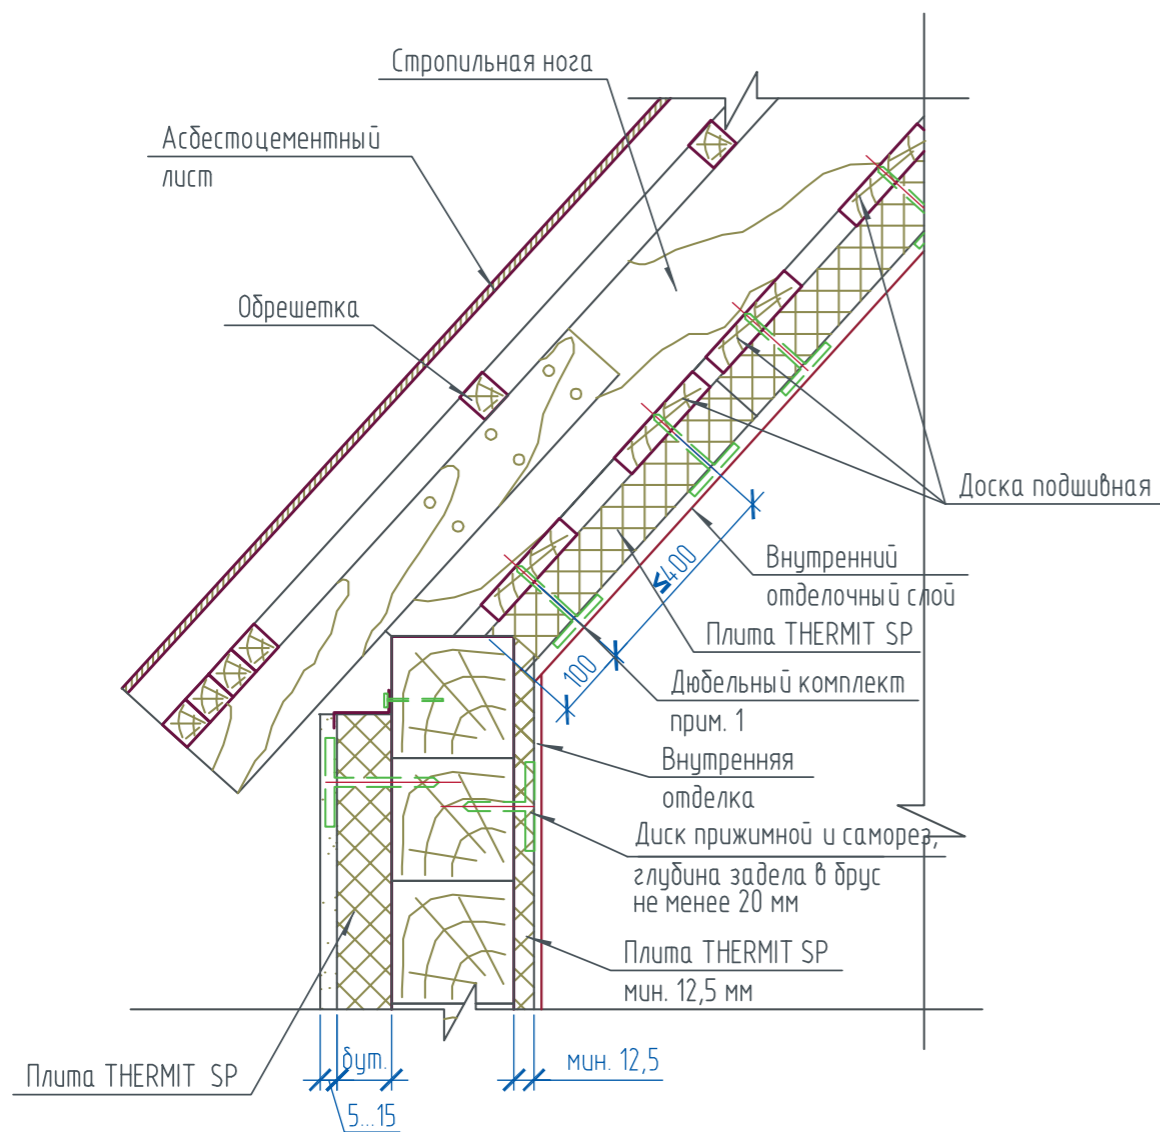 Стропильная нога
Асбестоцементный
лист
Обрешетка
Доска подшивная
Внутренний
отделочный слой
≤400
Плита THERMIT SP
100
Дюбельный комплект
прим. 1
Внутренняя
отделка
Диск прижимной и саморез,
глубина задела в брус
не менее 20 мм
Плита THERMIT SP
мин. 12,5 мм
Плита THERMIT SP
δут.
мин. 12,5
5...15